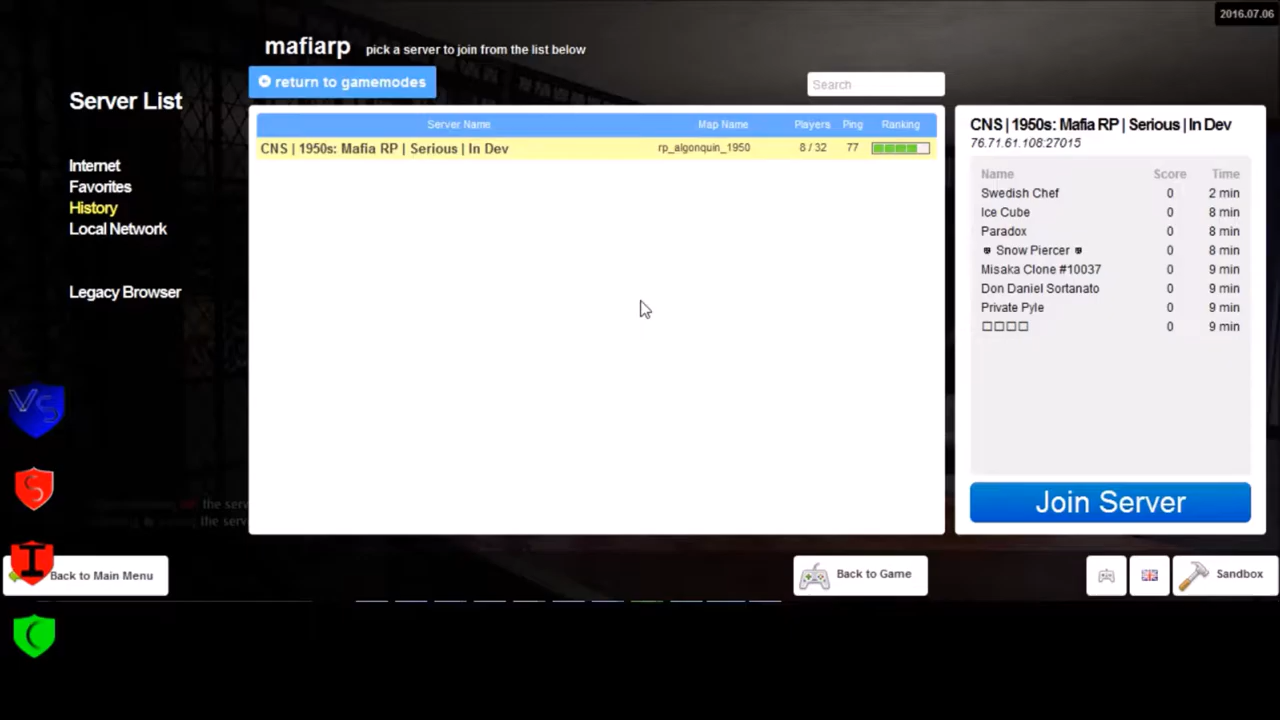 2016.07.06
mafiarp pick a server to join from the list below
return to gamemodes
Search
Server List
Internet
Favorites
History
Local Network
Legacy Browser
Server Name Map Name Players Ping Ranking
CNS | 1950s: Mafia RP | Serious | In Dev rp_algonquin_1950 8 / 32 77
CNS | 1950s: Mafia RP | Serious | In Dev
76.71.61.108:27015
Name Score Time
Swedish Chef 0 2 min
Ice Cube 0 8 min
Paradox 0 8 min
Snow Piercer 0 8 min
Misaka Clone #10037 0 9 min
Don Daniel Sortanato 0 9 min
Private Pyle 0 9 min
□□□□ 0 9 min
Join Server
VS
S
the serv
the serv
I
Back to Main Menu
Back to Game
Sandbox
C